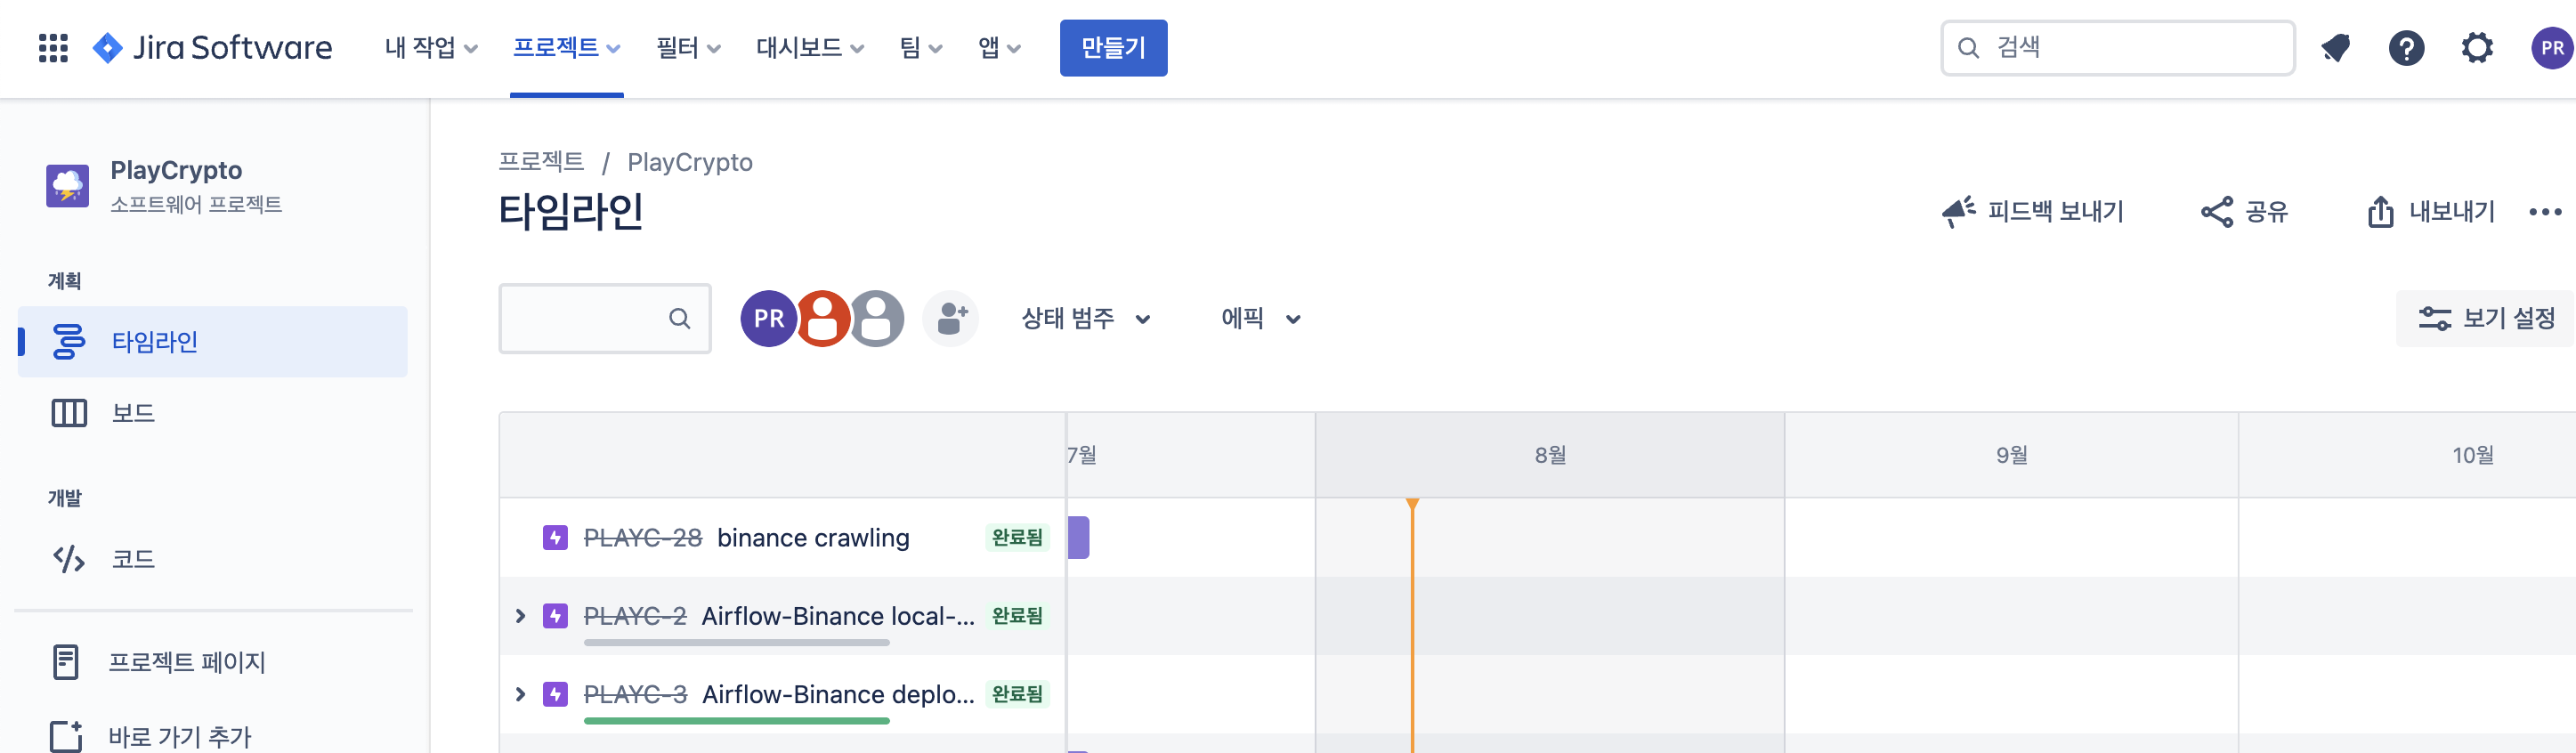 Jira Software 내 작업 프로젝트 필터 대시보드 팀 앱 만들기 검색 PR
PlayCrypto
소프트웨어 프로젝트
계획
타임라인
보드
개발
코드
프로젝트 페이지
바로 가기 추가
프로젝트 / PlayCrypto
타임라인
피드백 보내기 공유 내보내기
PR 상태 범주 에픽 보기 설정
7월 8월 9월 10월
PLAYC-28 binance crawling 완료됨
PLAYC-2 Airflow-Binance local-... 완료됨
PLAYC-3 Airflow-Binance deplo... 완료됨